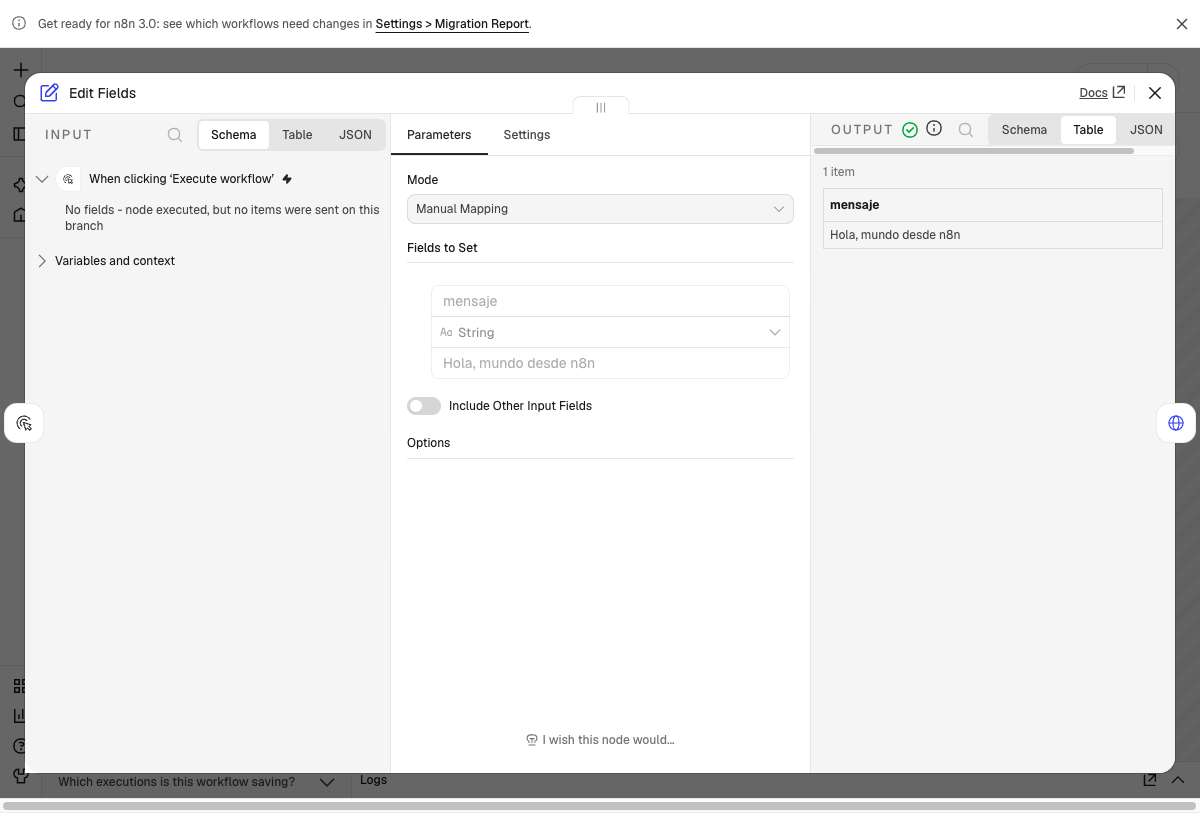 Get ready for n8n 3.0: see which workflows need changes in Settings > Migration Report.
Edit Fields
Docs
INPUT
Schema
Table
JSON
When clicking ‘Execute workflow’
No fields - node executed, but no items were sent on this
branch
Variables and context
Parameters
Settings
Mode
Manual Mapping
Fields to Set
mensaje
Aa String
Hola, mundo desde n8n
Include Other Input Fields
Options
I wish this node would...
OUTPUT
Schema
Table
JSON
1 item
mensaje
Hola, mundo desde n8n
Which executions is this workflow saving?
Logs